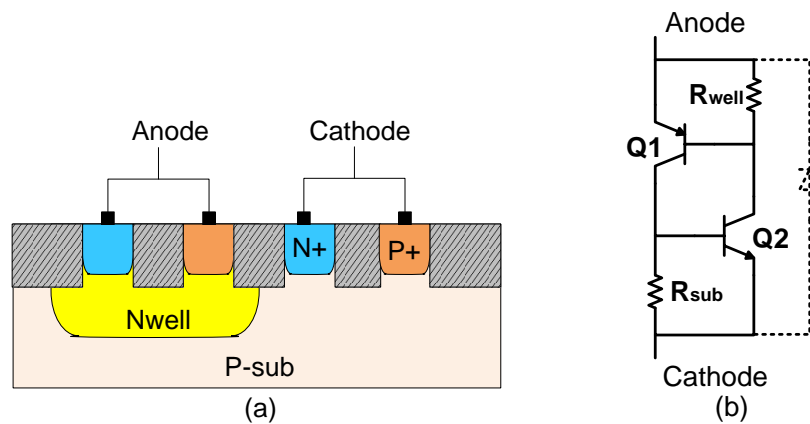 Anode
Cathode
N+
P+
Nwell
P-sub
(a)
Anode
Rwell
Q1
Q2
Rsub
Cathode
(b)